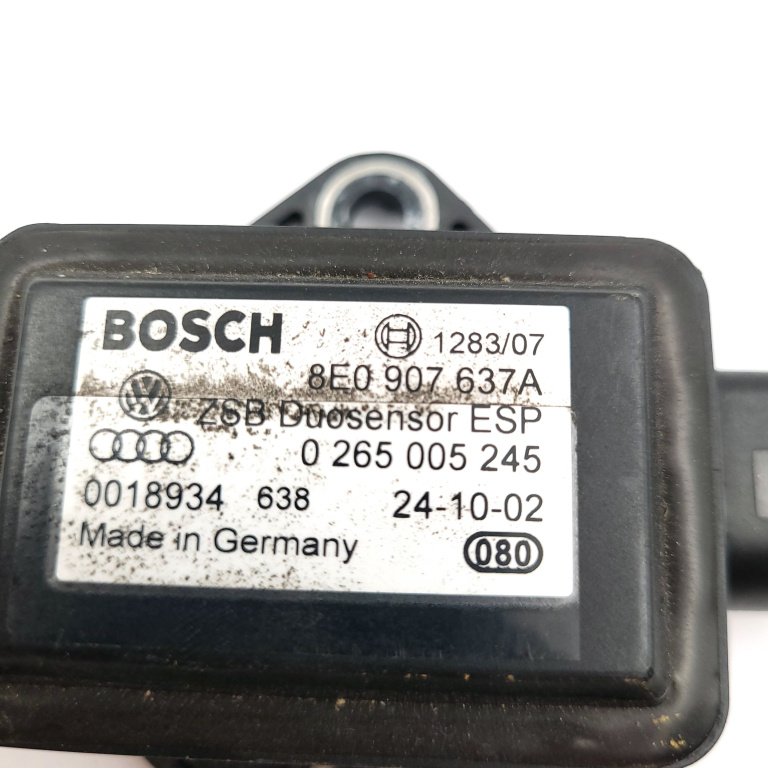 BOSCH 1283/07
8E0 907 637A
ZSB Duosensor ESP
0 265 005 245
0018934 638 24-10-02
Made in Germany 080